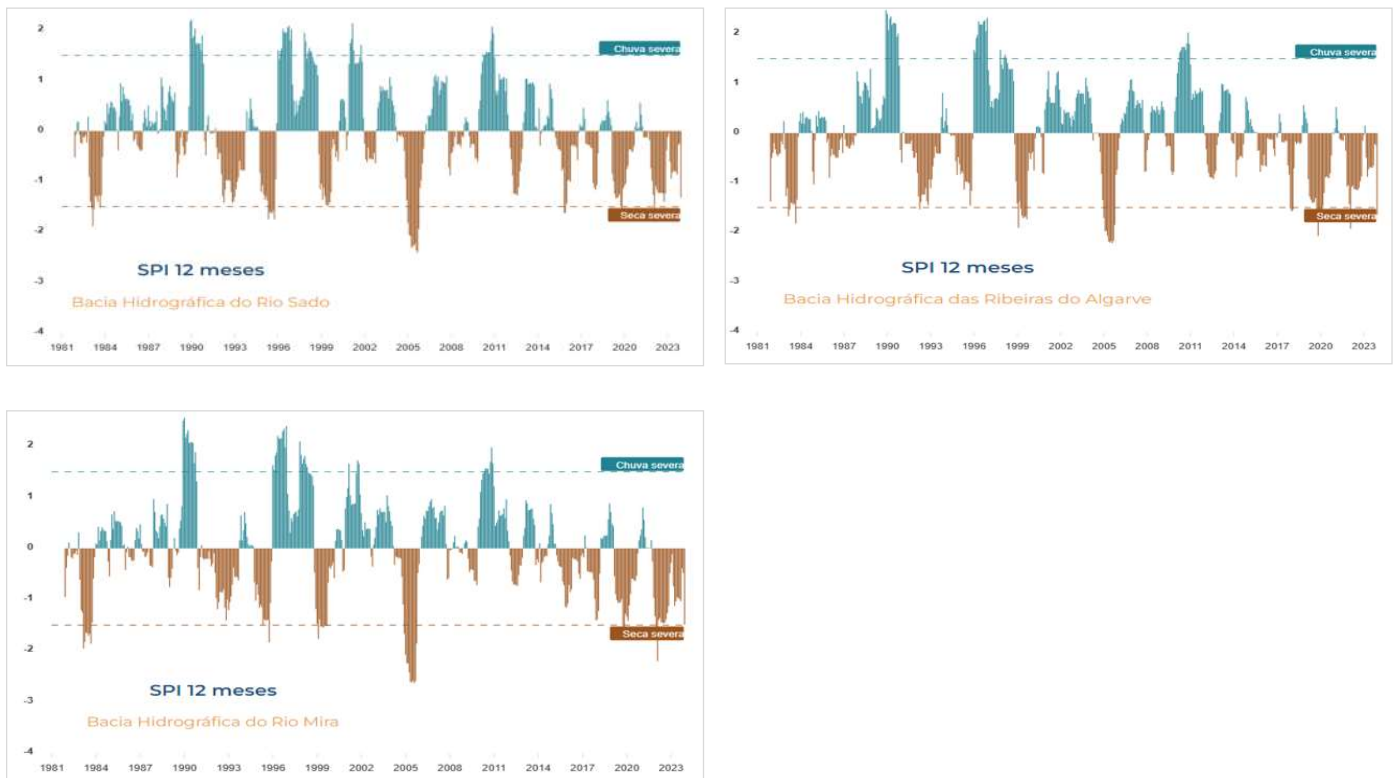 2
1
0
-1
-2
-3
-4
Chuva severa
Seca severa
SPI 12 meses
Bacia Hidrográfica do Rio Sado
1981 1984 1987 1990 1993 1996 1999 2002 2005 2008 2011 2014 2017 2020 2023
2
1
0
-1
-2
-3
-4
Chuva severa
Seca severa
SPI 12 meses
Bacia Hidrográfica das Ribeiras do Algarve
1981 1984 1987 1990 1993 1996 1999 2002 2005 2008 2011 2014 2017 2020 2023
2
1
0
-1
-2
-3
-4
Chuva severa
Seca severa
SPI 12 meses
Bacia Hidrográfica do Rio Mira
1981 1984 1987 1990 1993 1996 1999 2002 2005 2008 2011 2014 2017 2020 2023